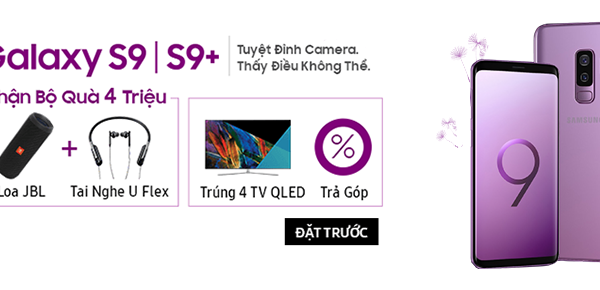 Galaxy S9 | S9+
Tuyệt Đỉnh Camera.
Thấy Điều Không Thể.
hận Bộ Quà 4 Triệu
Loa JBL
+
Tai Nghe U Flex
%
Trúng 4 TV QLED
Trả Góp
ĐẶT TRƯỚC
9
SAMSUNG